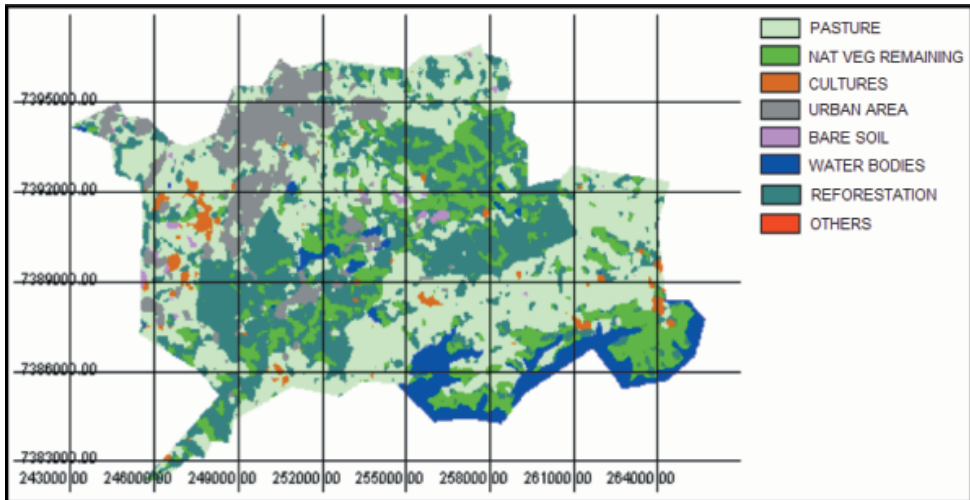 PASTURE
NAT VEG REMAINING
CULTURES
URBAN AREA
BARE SOIL
WATER BODIES
REFORESTATION
OTHERS
7395000.00
7392000.00
7389000.00
7386000.00
7383000.00
243000.00 246000.00 249000.00 252000.00 255000.00 258000.00 261000.00 264000.00